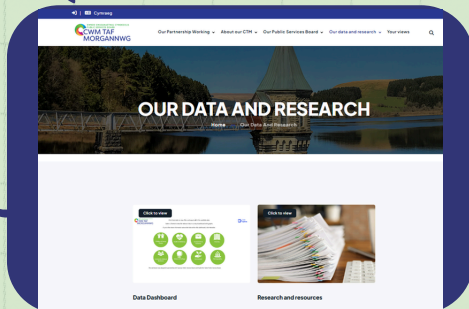 Cymraeg
CWM TAF
MORGANNWG
Our Partnership Working
About our CTM
Our Public Services Board
Our data and research
Your views
OUR DATA AND RESEARCH
Home
Our Data And Research
Click to view
Click to view
Data Dashboard
Research and resources